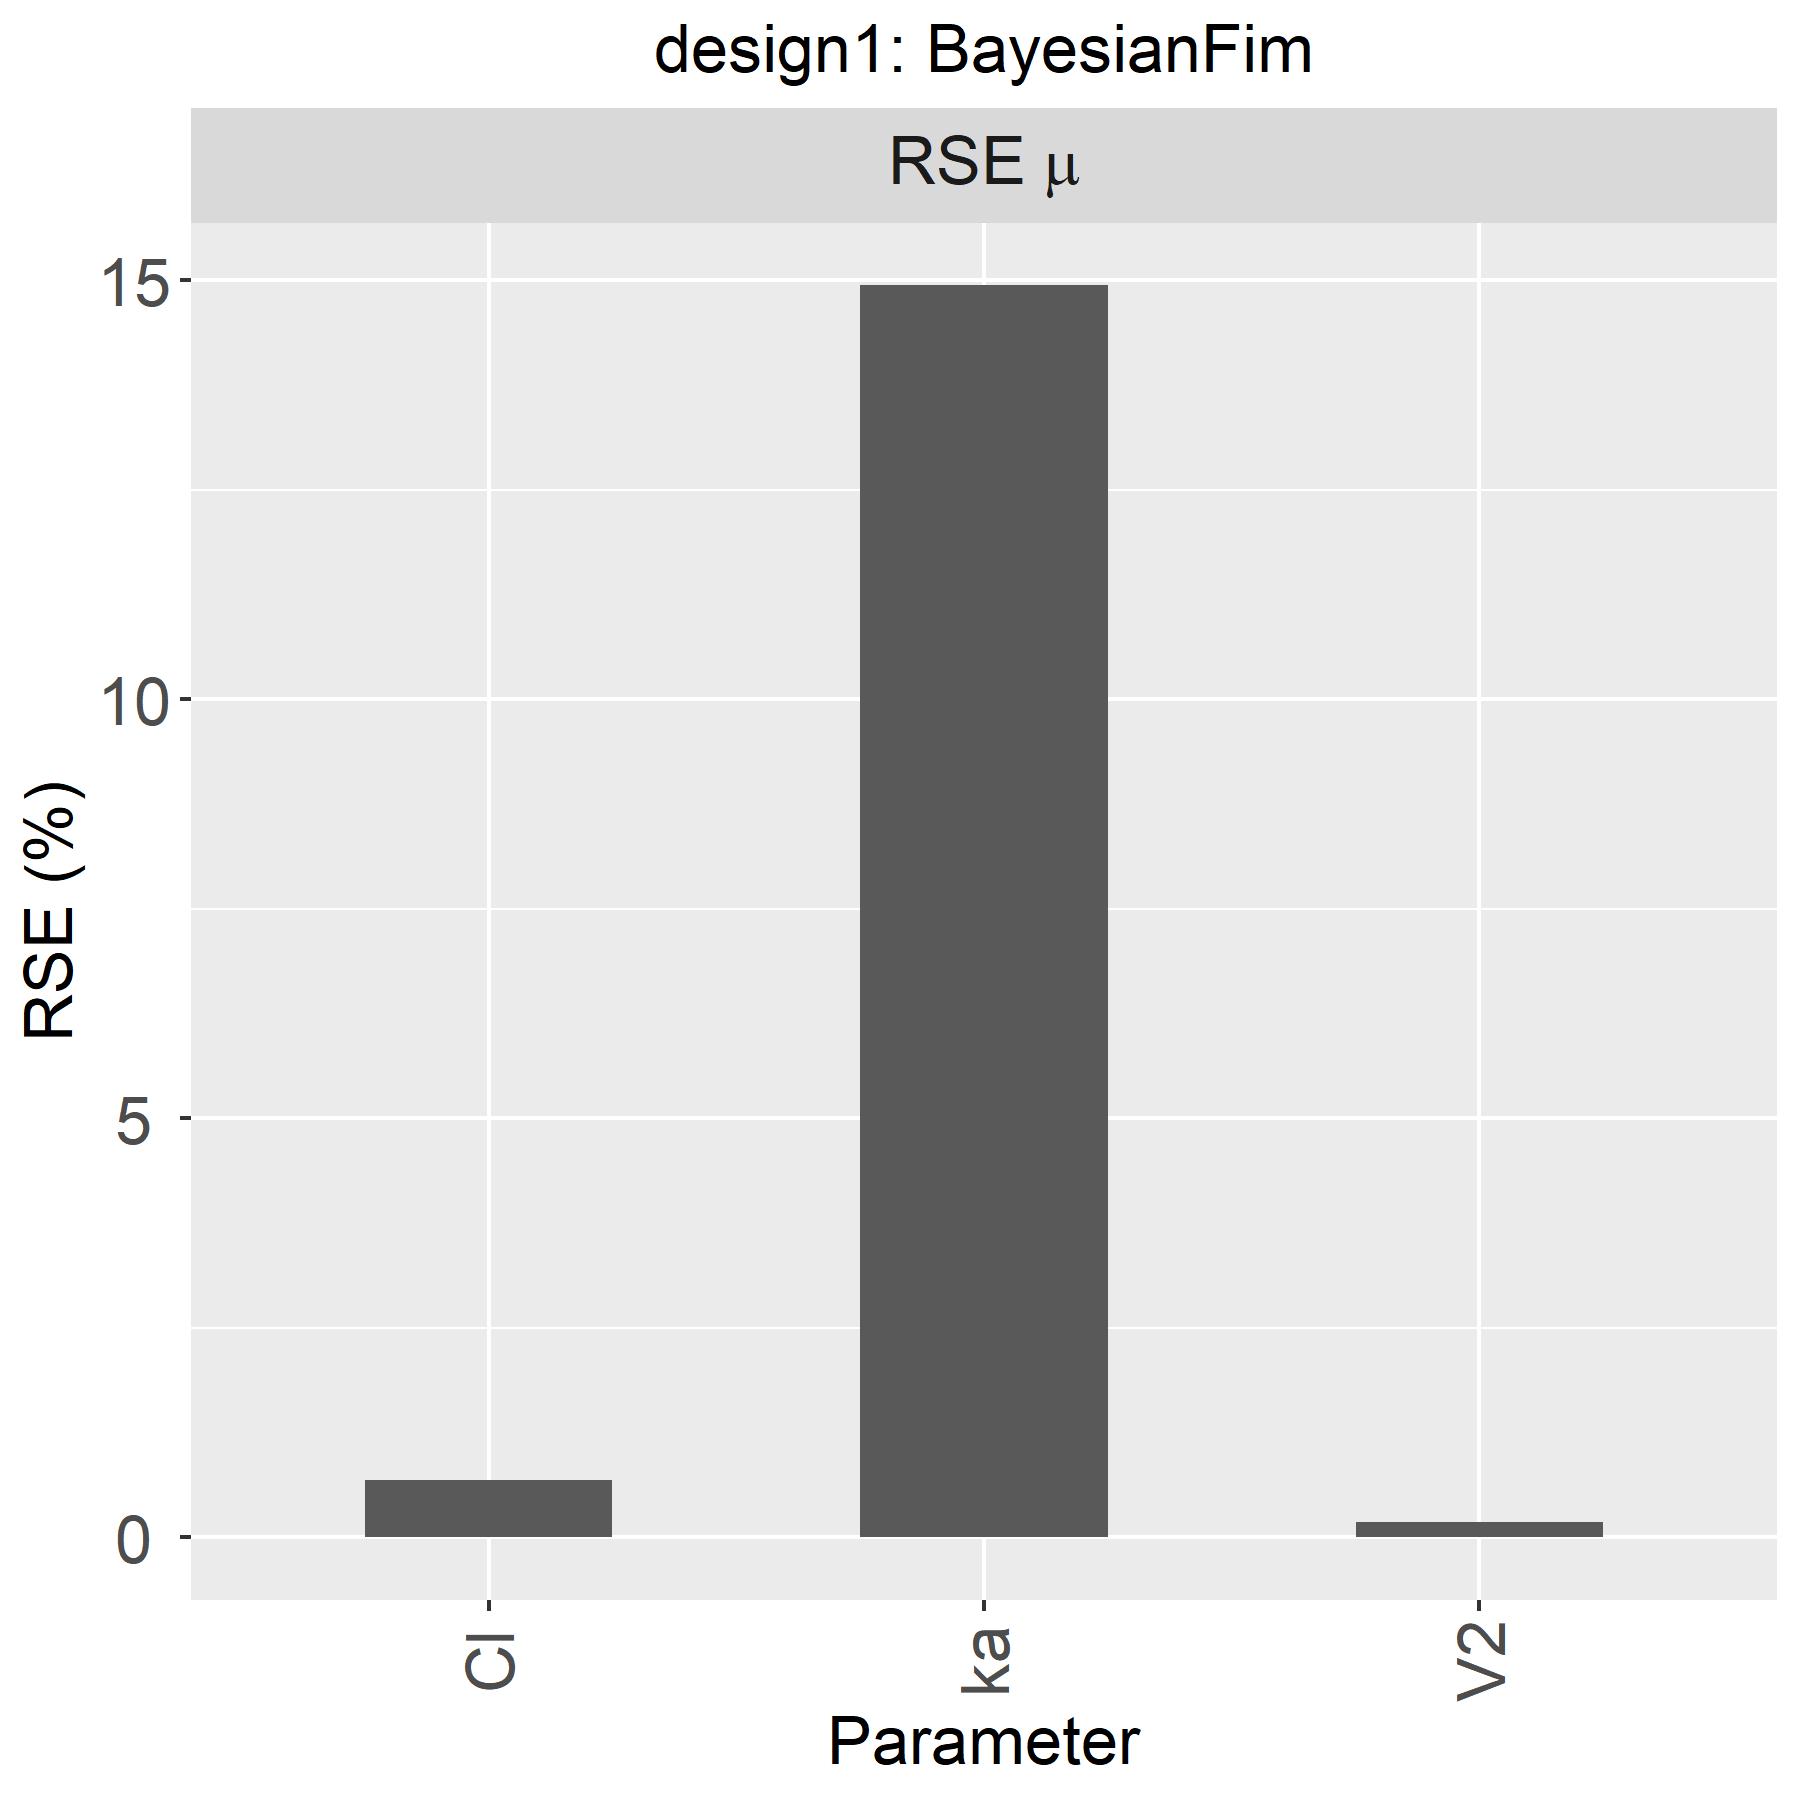 design1: BayesianFim
RSE μ
15
10
5
0
RSE (%)
Cl
ka
V2
Parameter